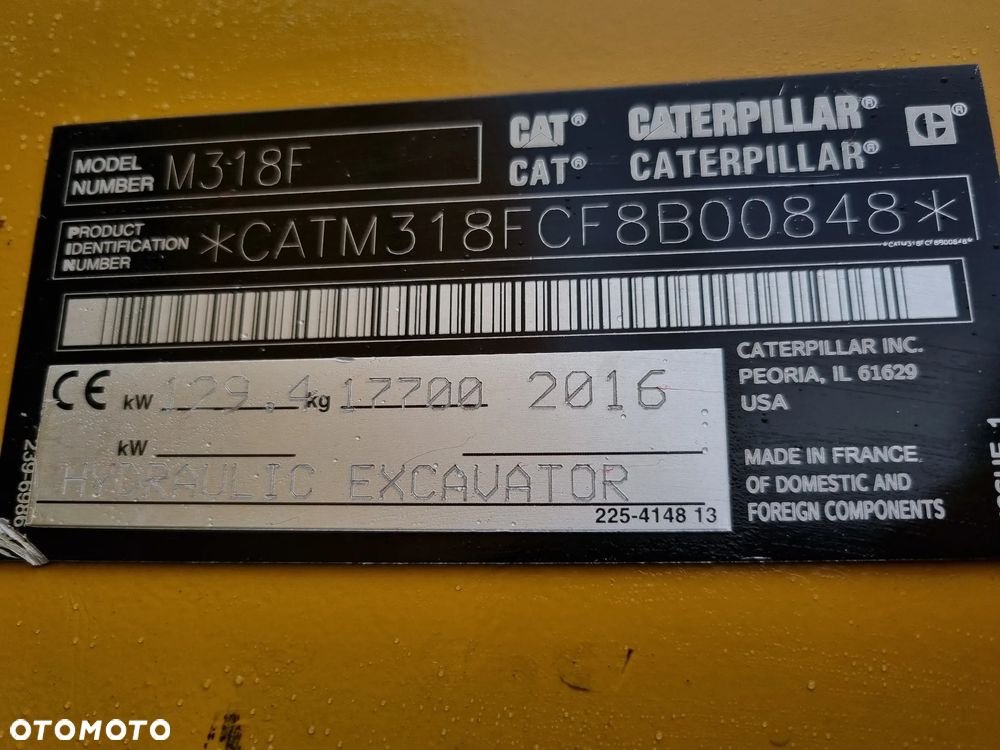 CAT® CATERPILLAR® CE®
CAT® CATERPILLAR®
MODEL NUMBER M318F
PRODUCT IDENTIFICATION NUMBER *CATM318FCF8B00848*
*CATM318FCF8B00848*
CE kW 129.4 kg 17700 2016
kW
HYDRAULIC EXCAVATOR
225-4148 13
CATERPILLAR INC.
PEORIA, IL 61629
USA
MADE IN FRANCE
OF DOMESTIC AND
FOREIGN COMPONENTS
OTOMOTO